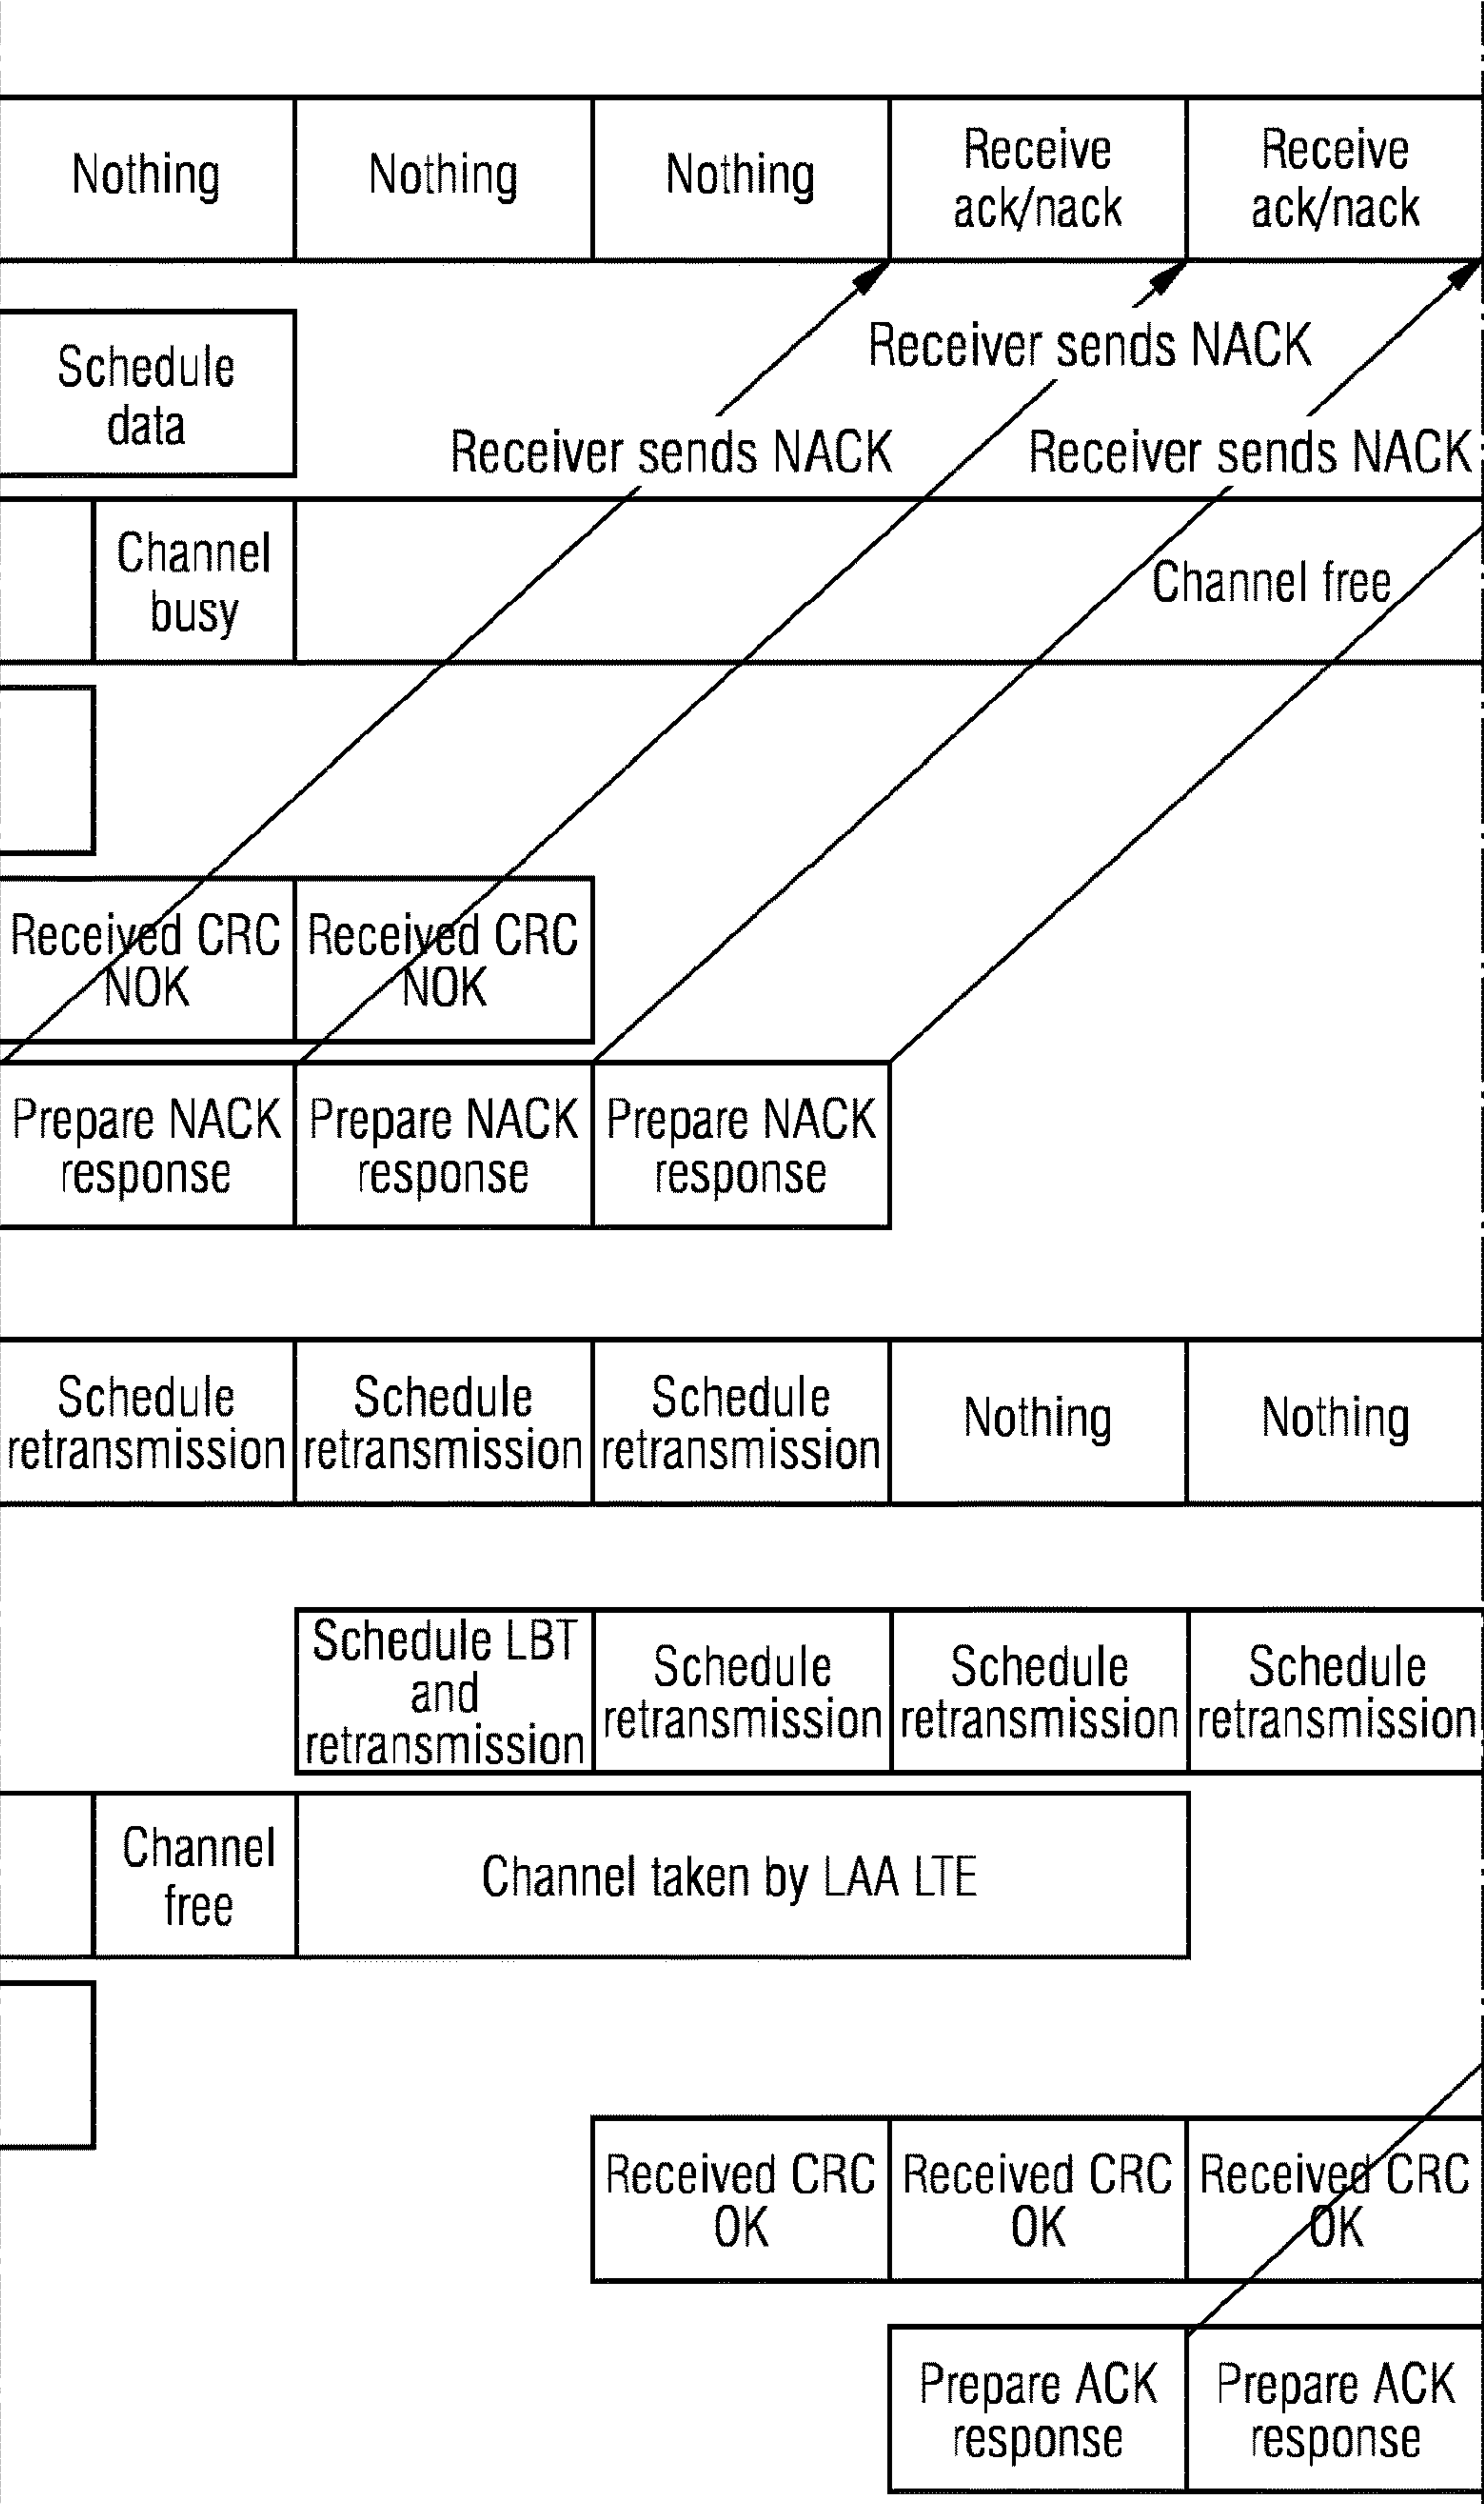 Nothing
Nothing
Nothing
Receive
ack/nack
Receive
ack/nack
Schedule
data
Receiver sends NACK
Receiver sends NACK
Receiver sends NACK
Channel
busy
Channel free
Received CRC
NOK
Received CRC
NOK
Prepare NACK
response
Prepare NACK
response
Prepare NACK
response
Schedule
retransmission
Schedule
retransmission
Schedule
retransmission
Nothing
Nothing
Schedule LBT
and
retransmission
Schedule
retransmission
Schedule
retransmission
Schedule
retransmission
Channel
free
Channel taken by LAA LTE
Received CRC
OK
Received CRC
OK
Received CRC
OK
Prepare ACK
response
Prepare ACK
response